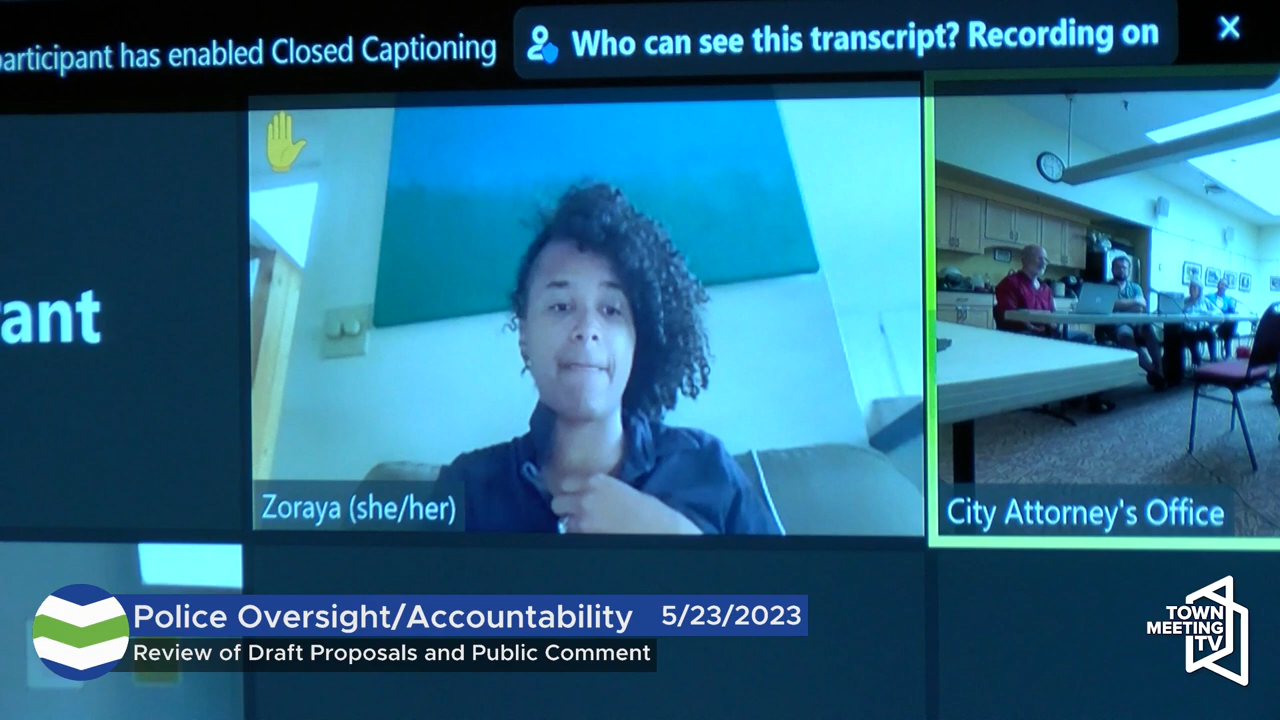 participant has enabled Closed Captioning
Who can see this transcript? Recording on
rant
Zoraya (she/her)
City Attorney's Office
Police Oversight/Accountability 5/23/2023
Review of Draft Proposals and Public Comment
TOWN
MEETING
TV